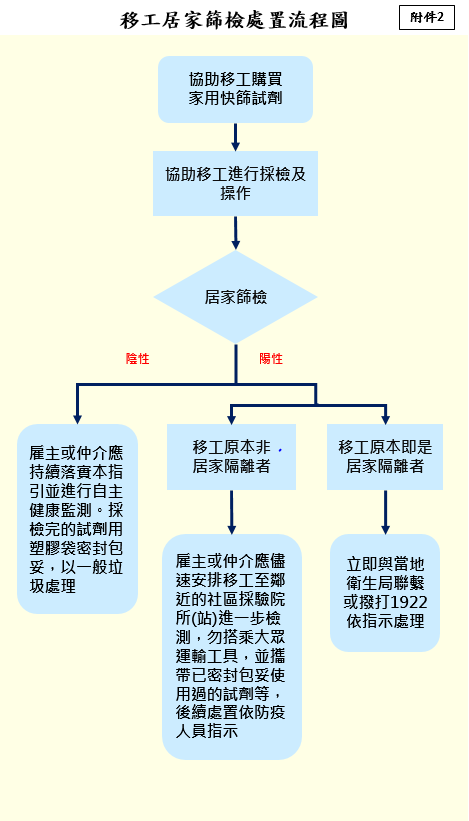 移工居家篩檢處置流程圖
附件2
協助移工購買
家用快篩試劑
協助移工進行採檢及
操作
居家篩檢
陰性
陽性
雇主或仲介應
持續落實本指
引並進行自主
健康監測。採
檢完的試劑用
塑膠袋密封包
妥，以一般垃
圾處理
移工原本非
居家隔離者
移工原本即是
居家隔離者
雇主或仲介應儘
速安排移工至鄰
近的社區採驗院
所(站)進一步檢
測，勿搭乘大眾
運輸工具，並攜
帶已密封包妥使
用過的試劑等，
後續處置依防疫
人員指示
立即與當地
衛生局聯繫
或撥打1922
依指示處理